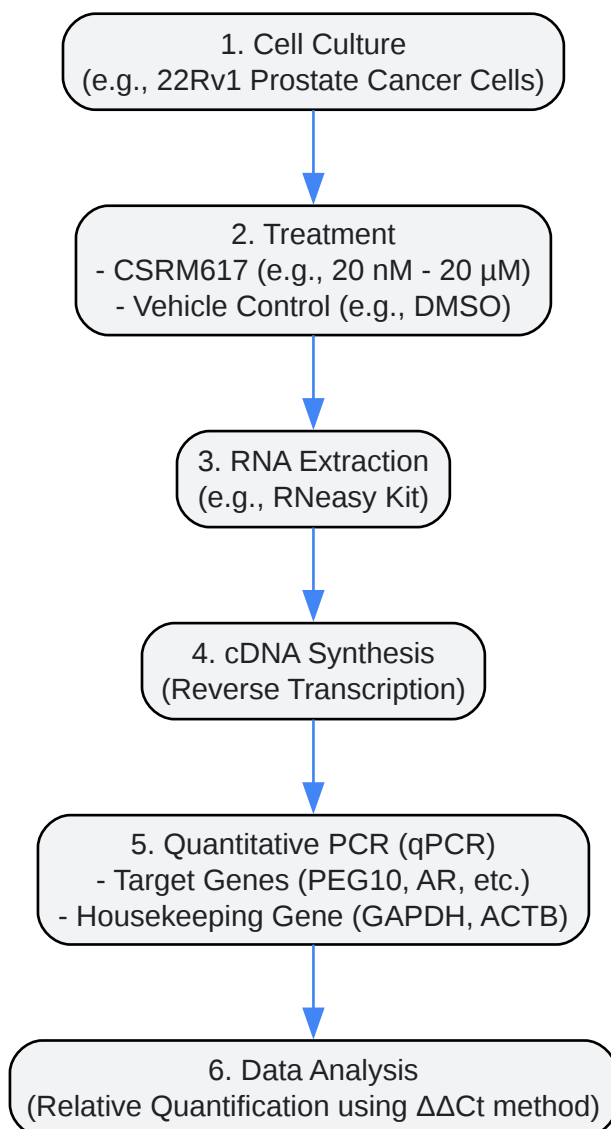 1. Cell Culture
(e.g., 22Rv1 Prostate Cancer Cells)
2. Treatment
- CSRM617 (e.g., 20 nM - 20 µM)
- Vehicle Control (e.g., DMSO)
3. RNA Extraction
(e.g., RNeasy Kit)
4. cDNA Synthesis
(Reverse Transcription)
5. Quantitative PCR (qPCR)
- Target Genes (PEG10, AR, etc.)
- Housekeeping Gene (GAPDH, ACTB)
6. Data Analysis
(Relative Quantification using ΔΔCt method)